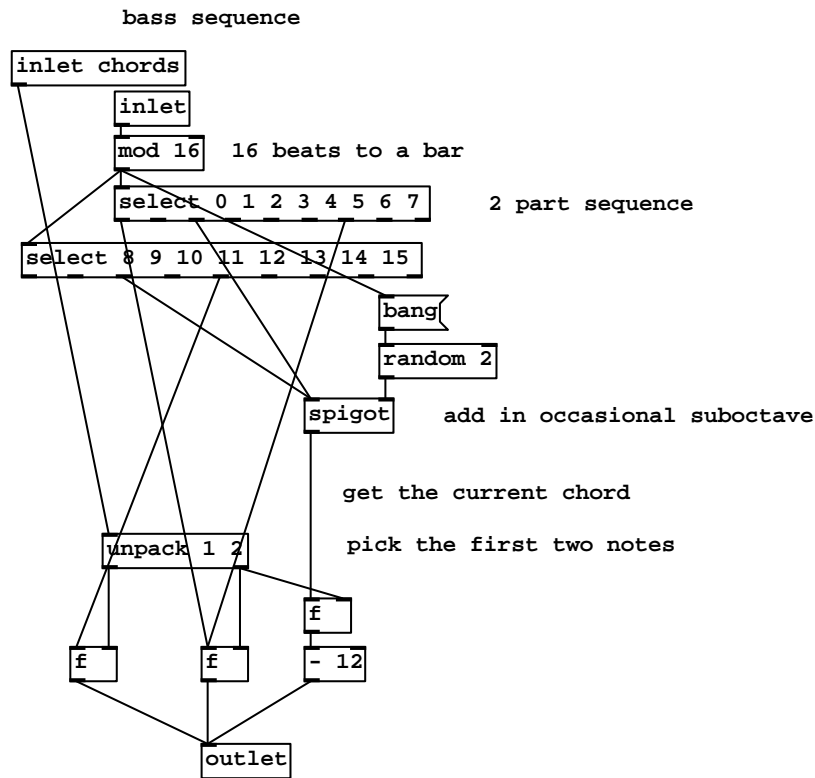 bass sequence
inlet chords
inlet
mod 16
16 beats to a bar
select 0 1 2 3 4 5 6 7
2 part sequence
select 8 9 10 11 12 13 14 15
bang
random 2
spigot
add in occasional suboctave
get the current chord
unpack 1 2
pick the first two notes
f
f
f
- 12
outlet